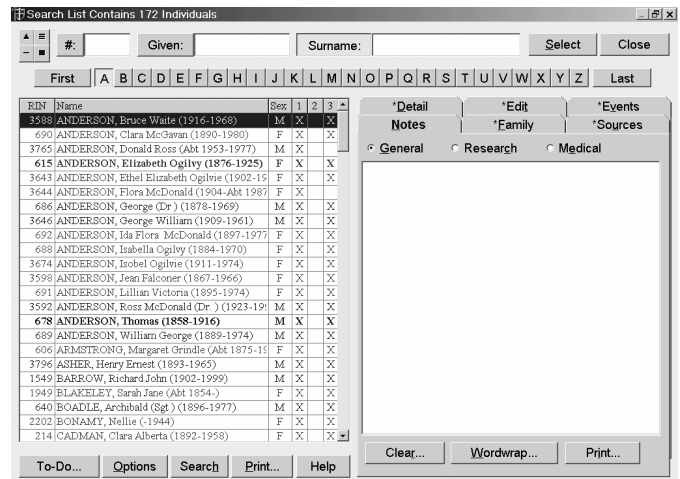 Search List Contains 172 Individuals
#: Given: Surname: Select Close
First A B C D E F G H I J K L M N O P Q R S T U V W X Y Z Last
RIN Name Sex 1 2 3
3588 ANDERSON, Bruce Waite (1916-1968) M X X
690 ANDERSON, Clara McGavan (1890-1980) F X X
3765 ANDERSON, Donald Ross (Abt 1953-1977) M X
615 ANDERSON, Elizabeth Ogilvy (1876-1925) F X X
3643 ANDERSON, Ethel Elizabeth Ogilvie (1902-19 F X X
3644 ANDERSON, Flora McDonald (1904-Abt 1987 F X
686 ANDERSON, George (Dr ) (1878-1969) M X X
3646 ANDERSON, George William (1909-1961) M X X
692 ANDERSON, Ida Flora McDonald (1897-1977 F X X
688 ANDERSON, Isabella Ogilvy (1884-1970) F X X
3674 ANDERSON, Isobel Ogilvie (1911-1974) F X X
3598 ANDERSON, Jean Falconer (1867-1966) F X X
691 ANDERSON, Lillian Victoria (1895-1974) F X X
3592 ANDERSON, Ross McDonald (Dr. ) (1923-199 M X X
678 ANDERSON, Thomas (1858-1916) M X X
689 ANDERSON, William George (1889-1974) M X X
606 ARMSTRONG, Margaret Grindle (Abt 1875-19 F X X
3796 ASHER, Henry Ernest (1893-1965) M X X
1549 BARROW, Richard John (1902-1999) M X X
1949 BLAKELEY, Sarah Jane (Abt 1854-) F X X
640 BOADLE, Archibald (Sgt ) (1896-1977) M X X
2202 BONAMY, Nellie (-1944) F X X
214 CADMAN, Clara Alberta (1892-1958) F X X
*Detail *Edit *Events
Notes *Family *Sources
General Research Medical
Clear... Wordwrap... Print...
To-Do... Options Search Print... Help